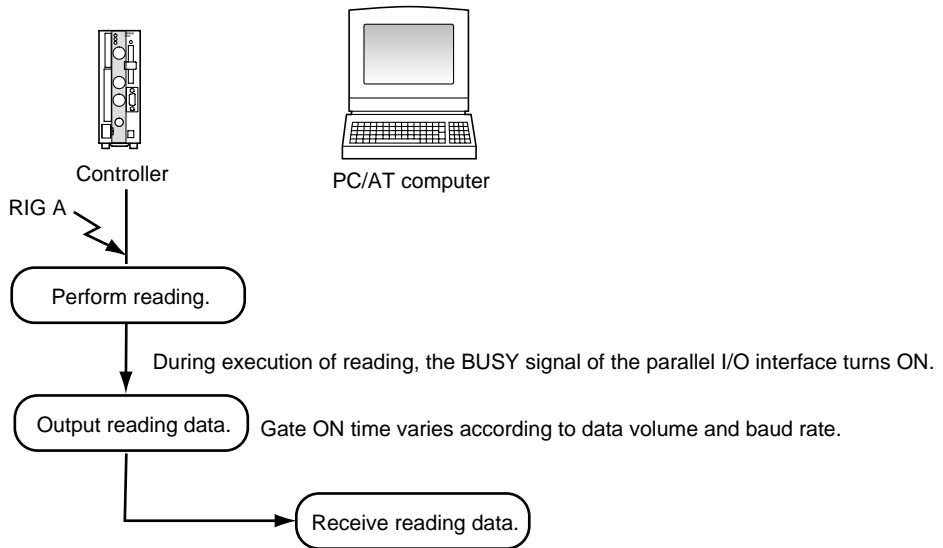 Controller
PC/AT computer
RIG A
Perform reading.
During execution of reading, the BUSY signal of the parallel I/O interface turns ON.
Output reading data.
Gate ON time varies according to data volume and baud rate.
Receive reading data.